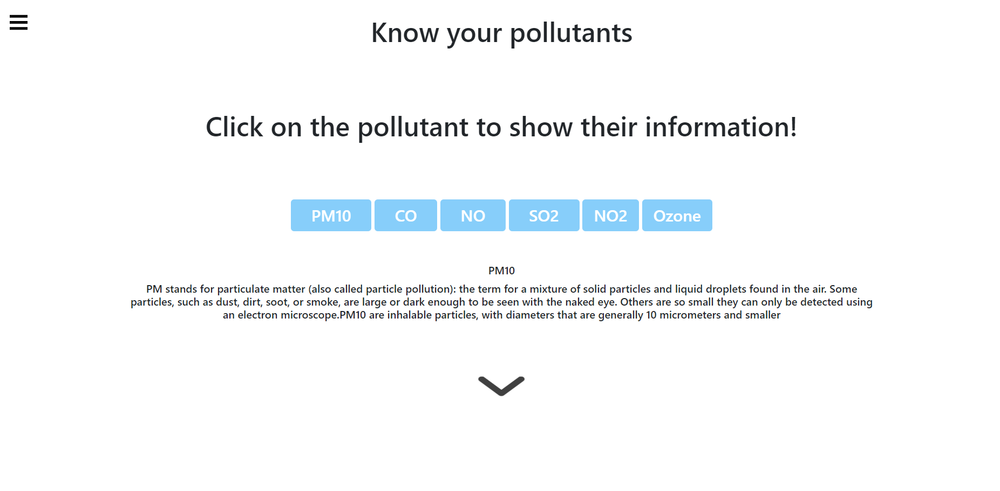 Know your pollutants
Click on the pollutant to show their information!
PM10 CO NO SO2 NO2 Ozone
PM10
PM stands for particulate matter (also called particle pollution): the term for a mixture of solid particles and liquid droplets found in the air. Some
particles, such as dust, dirt, soot, or smoke, are large or dark enough to be seen with the naked eye. Others are so small they can only be detected using
an electron microscope.PM10 are inhalable particles, with diameters that are generally 10 micrometers and smaller